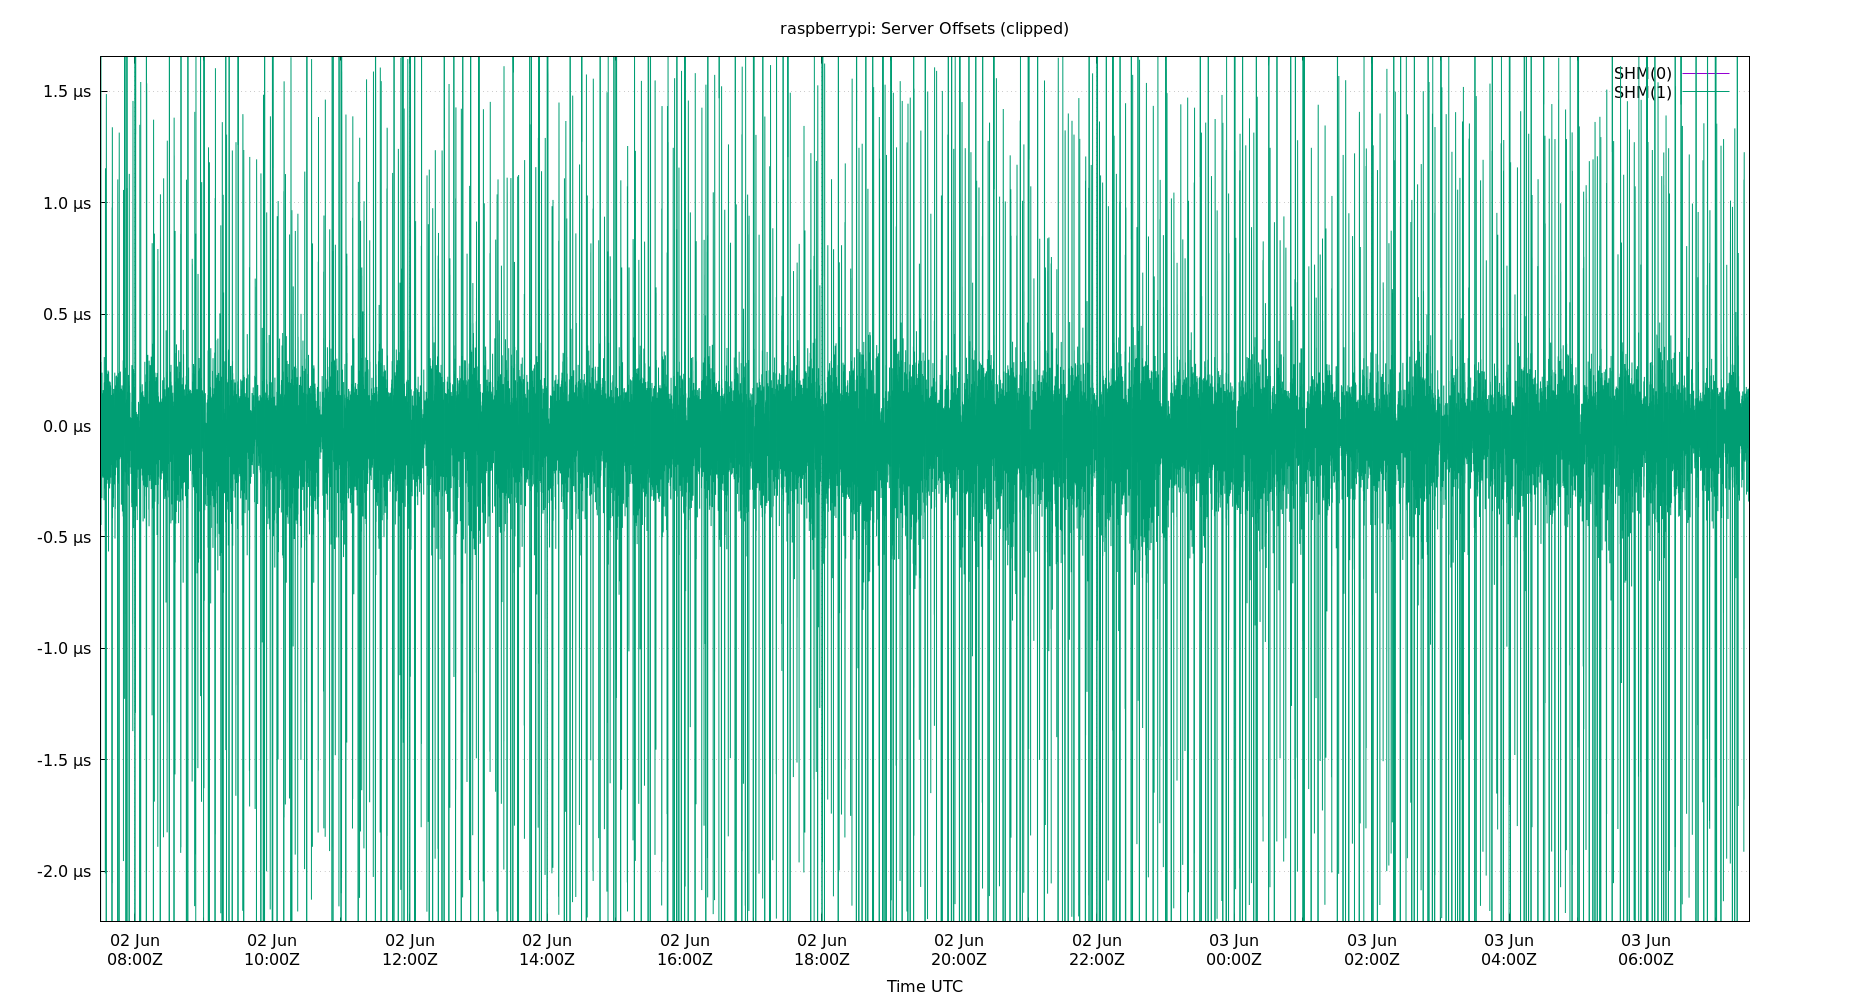 raspberrypi: Server Offsets (clipped)
SHM(0)
SHM(1)
1.5 µs
1.0 µs
0.5 µs
0.0 µs
-0.5 µs
-1.0 µs
-1.5 µs
-2.0 µs
02 Jun 02 Jun 02 Jun 02 Jun 02 Jun 02 Jun 02 Jun 02 Jun 03 Jun 03 Jun 03 Jun 03 Jun
08:00Z 10:00Z 12:00Z 14:00Z 16:00Z 18:00Z 20:00Z 22:00Z 00:00Z 02:00Z 04:00Z 06:00Z
Time UTC